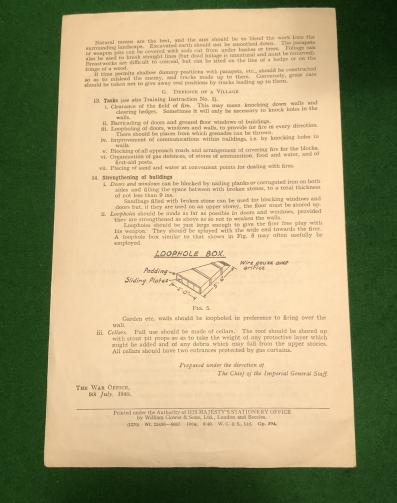 Natural noses are the best, and the aim should be to blend the work into the
surrounding landscape. Excavated earth should not be smoothed down. The parapets
or weapon pits can be covered with sods cut from under bushes or trees. Foliage can
also be used to break straight lines (but dead foliage is unnatural and must be removed).
Breastworks are difficult to conceal, but can be sited on the line of a hedge or on the
fringe of a wood.
If time permits shallow dummy positions with parapets, etc., should be constructed
so as to mislead the enemy, and tracks made up to them. Conversely, great care
should be taken not to give away real positions by tracks leading up to them.
G. Defence of a Village
13. Tasks (see also Training Instruction No. 3).
i. Clearance of the field of fire. This may mean knocking down walls and
clearing hedges. Sometimes it will only be necessary to knock holes in the
walls.
ii. Barricading of doors and ground floor windows of buildings.
iii. Loopholing of doors, windows and walls, to provide for fire in every direction.
There should be places from which grenades can be thrown.
iv. Improvement of communications within buildings, i.e. by knocking holes in
walls.
v. Blocking of all approach roads and arrangement of covering fire for the blocks.
vi. Organization of gas defences, of stores of ammunition, food and water, and of
first-aid posts.
vii. Placing of sand and water at convenient points for dealing with fires.
14. Strengthening of buildings
i. Doors and windows can be blocked by nailing planks or corrugated iron on both
sides and filling the space between with broken stones, to a total thickness
of not less than 9 ins.
Sandbags filled with broken stone can be used for blocking windows and
doors but, if they are used on an upper storey, the floor must be shored up.
ii. Loopholes should be made as far as possible in doors and windows, provided
they are strengthened as above so as not to weaken the walls.
Loopholes should be just large enough to give the firer free play with
his weapon. They should be splayed with the wide end towards the firer.
A loophole box similar to that shown in Fig. 5 may often usefully be
employed.
LOOPHOLE BOX.
Wire gauze over
orifice
Padding
Sliding Plates
Fig. 5.
Garden etc. walls should be loopholed in preference to firing over the
wall.
iii. Cellars. Full use should be made of cellars. The roof should be shored up
with stout pit props so as to take the weight of any protective layer which
might be added and of any debris which may fall from the upper stories.
All cellars should have two entrances protected by gas curtains.
Prepared under the direction of
The Chief of the Imperial General Staff.
The War Office,
9th July, 1940.
Printed under the Authority of HIS MAJESTY'S STATIONERY OFFICE
by William Clowes & Sons, Ltd., London and Beccles.
W. C. & S., Ltd. Gp. 394.